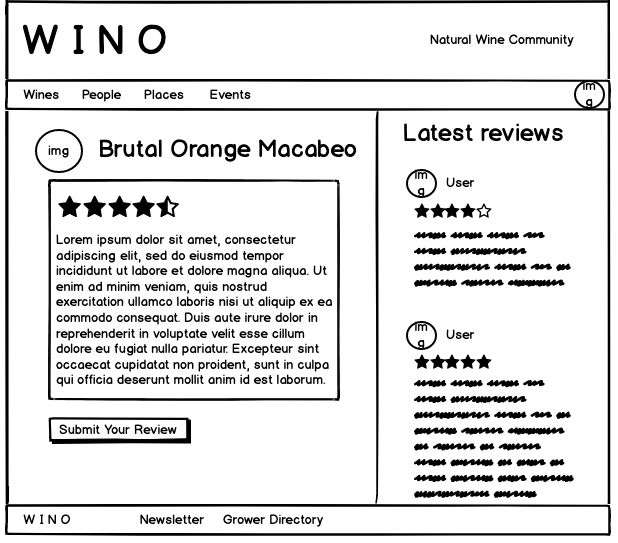 W I N O
Natural Wine Community
Wines People Places Events
img
img
Brutal Orange Macabeo
Lorem ipsum dolor sit amet, consectetur
adipiscing elit, sed do eiusmod tempor
incididunt ut labore et dolore magna aliqua. Ut
enim ad minim veniam, quis nostrud
exercitation ullamco laboris nisi ut aliquip ex ea
commodo consequat. Duis aute irure dolor in
reprehenderit in voluptate velit esse cillum
dolore eu fugiat nulla pariatur. Excepteur sint
occaecat cupidatat non proident, sunt in culpa
qui officia deserunt mollit anim id est laborum.
Submit Your Review
Latest reviews
img
User
img
User
W I N O
Newsletter Grower Directory